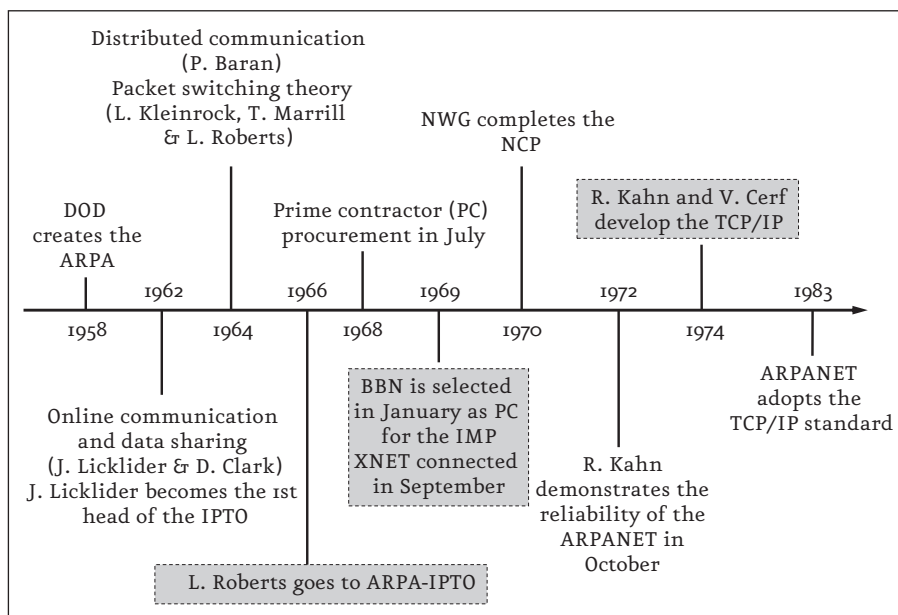 Distributed communication
(P. Baran)
Packet switching theory
(L. Kleinrock, T. Marrill
& L. Roberts)
NWG completes the
NCP
R. Kahn and V. Cerf
develop the TCP/IP
DOD
creates the
ARPA
Prime contractor (PC)
procurement in July
1962
1966
1969
1972
1983
1958
1964
1968
1970
1974
Online communication
and data sharing
(J. Licklider & D. Clark)
J. Licklider becomes the 1st
head of the IPTO
BBN is selected
in January as PC
for the IMP
XNET connected
in September
ARPANET
adopts the
TCP/IP standard
R. Kahn
demonstrates the
reliability of the
ARPANET in
October
L. Roberts goes to ARPA-IPTO